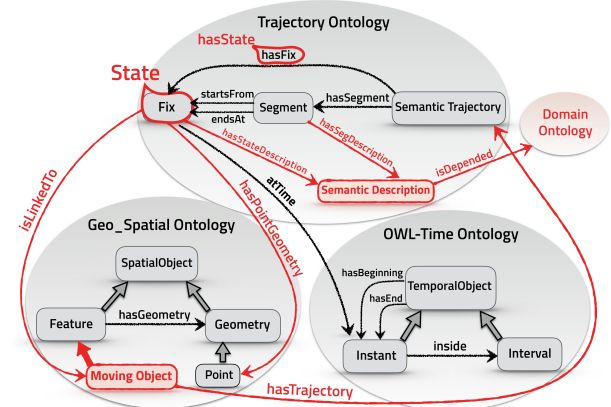 Trajectory Ontology
hasState
hasFix
State
startsFrom
Fix
Segment
hasSegment
Semantic Trajectory
endsAt
Domain
Ontology
hasStateDescription
hasSegDescription
isDepended
Semantic Description
isLinkedTo
atTime
hasPointGeometry
Geo_Spatial Ontology
OWL-Time Ontology
SpatialObject
hasBeginning
TemporalObject
hasEnd
Feature
hasGeometry
Geometry
Instant
inside
Interval
Moving Object
Point
hasTrajectory